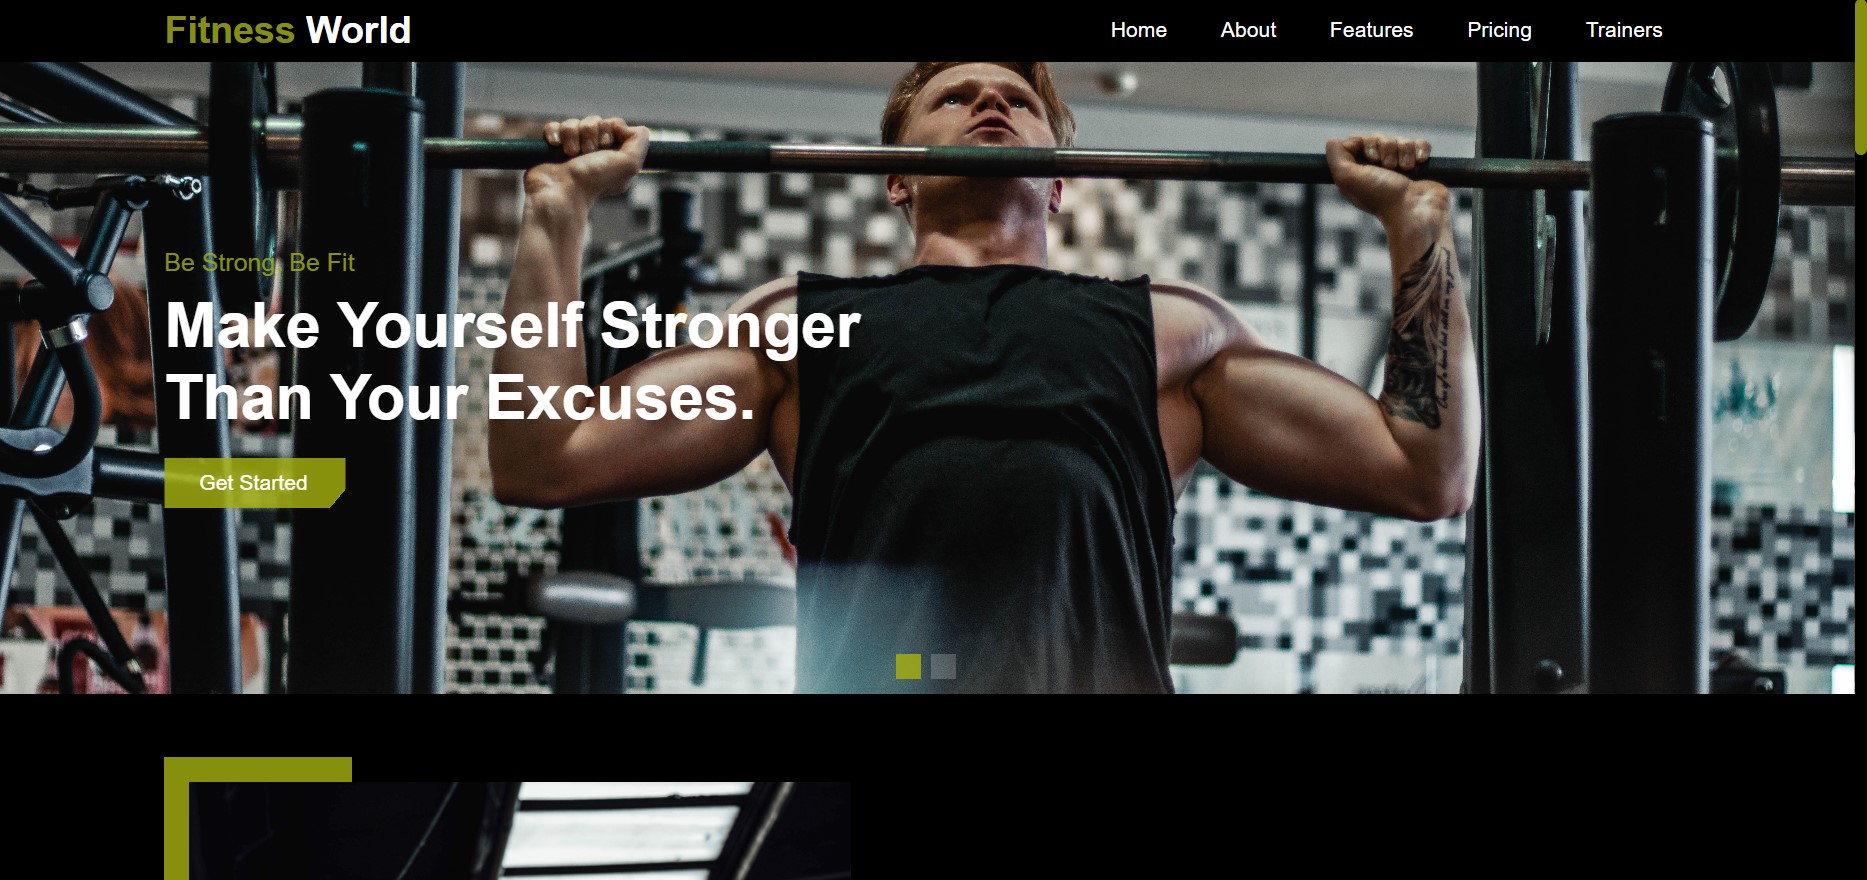 Fitness World
Home About Features Pricing Trainers
Be Strong, Be Fit
Make Yourself Stronger
Than Your Excuses.
Get Started